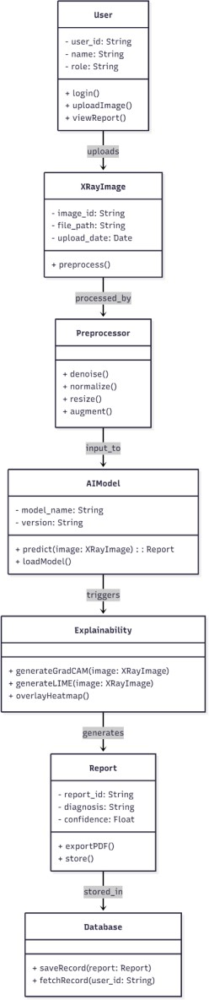 User
- user_id: String
- name: String
- role: String
+ login()
+ uploadImage()
+ viewReport()
uploads
XRayImage
- image_id: String
- file_path: String
- upload_date: Date
+ preprocess()
processed_by
Preprocessor
+ denoise()
+ normalize()
+ resize()
+ augment()
input_to
AIModel
- model_name: String
- version: String
+ predict(image: XRayImage) : : Report
+ loadModel()
triggers
Explainability
+ generateGradCAM(image: XRayImage)
+ generateLIME(image: XRayImage)
+ overlayHeatmap()
generates
Report
- report_id: String
- diagnosis: String
- confidence: Float
+ exportPDF()
+ store()
stored_in
Database
+ saveRecord(report: Report)
+ fetchRecord(user_id: String)